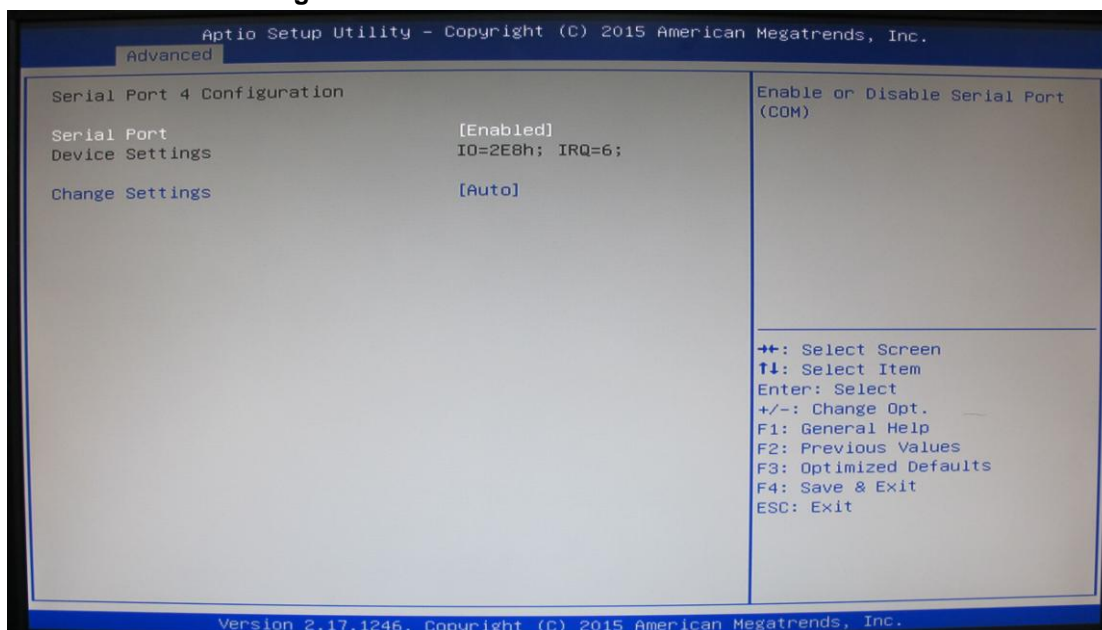 Aptio Setup Utility – Copyright (C) 2015 American Megatrends, Inc.
Advanced
Serial Port 4 Configuration
Serial Port [Enabled]
Device Settings IO=2E8h; IRQ=6;
Change Settings [Auto]
Enable or Disable Serial Port
(COM)
→←: Select Screen
↑↓: Select Item
Enter: Select
+/-: Change Opt.
F1: General Help
F2: Previous Values
F3: Optimized Defaults
F4: Save & Exit
ESC: Exit
Version 2.17.1246. Copyright (C) 2015 American Megatrends, Inc.